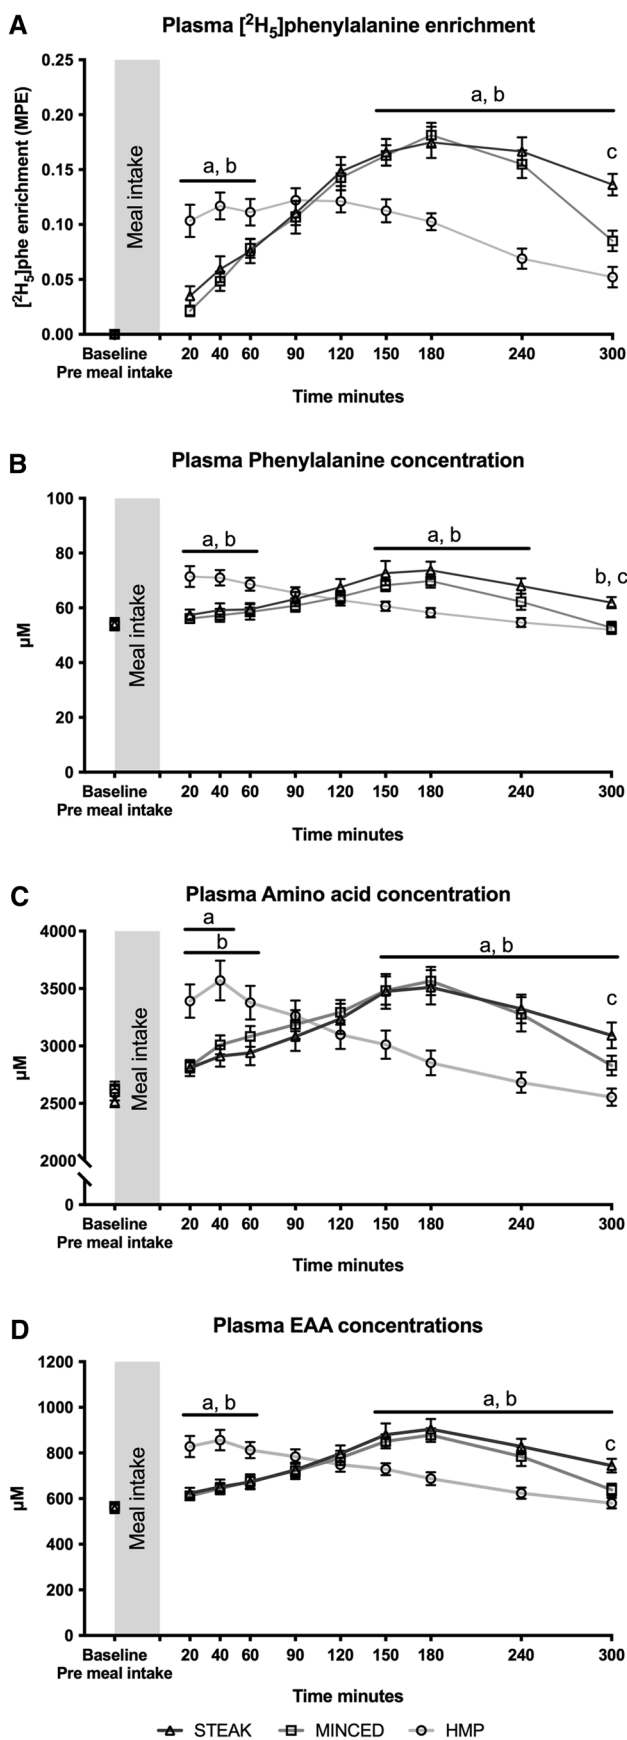 A
Plasma [²H₅]phenylalanine enrichment
[²H₅]phe enrichment (MPE)
0.25
0.20
0.15
0.10
0.05
0.00
Meal intake
a, b
a, b
c
Baseline
Pre meal intake
20 40 60 90 120 150 180 240 300
Time minutes
B
Plasma Phenylalanine concentration
µM
100
80
60
40
20
0
Meal intake
a, b
a, b
b, c
Baseline
Pre meal intake
20 40 60 90 120 150 180 240 300
Time minutes
C
Plasma Amino acid concentration
µM
4000
3500
3000
2500
2000
0
Meal intake
a
b
a, b
c
Baseline
Pre meal intake
20 40 60 90 120 150 180 240 300
Time minutes
D
Plasma EAA concentrations
µM
1200
1000
800
600
400
200
0
Meal intake
a, b
a, b
c
Baseline
Pre meal intake
20 40 60 90 120 150 180 240 300
Time minutes
STEAK MINCED HMP